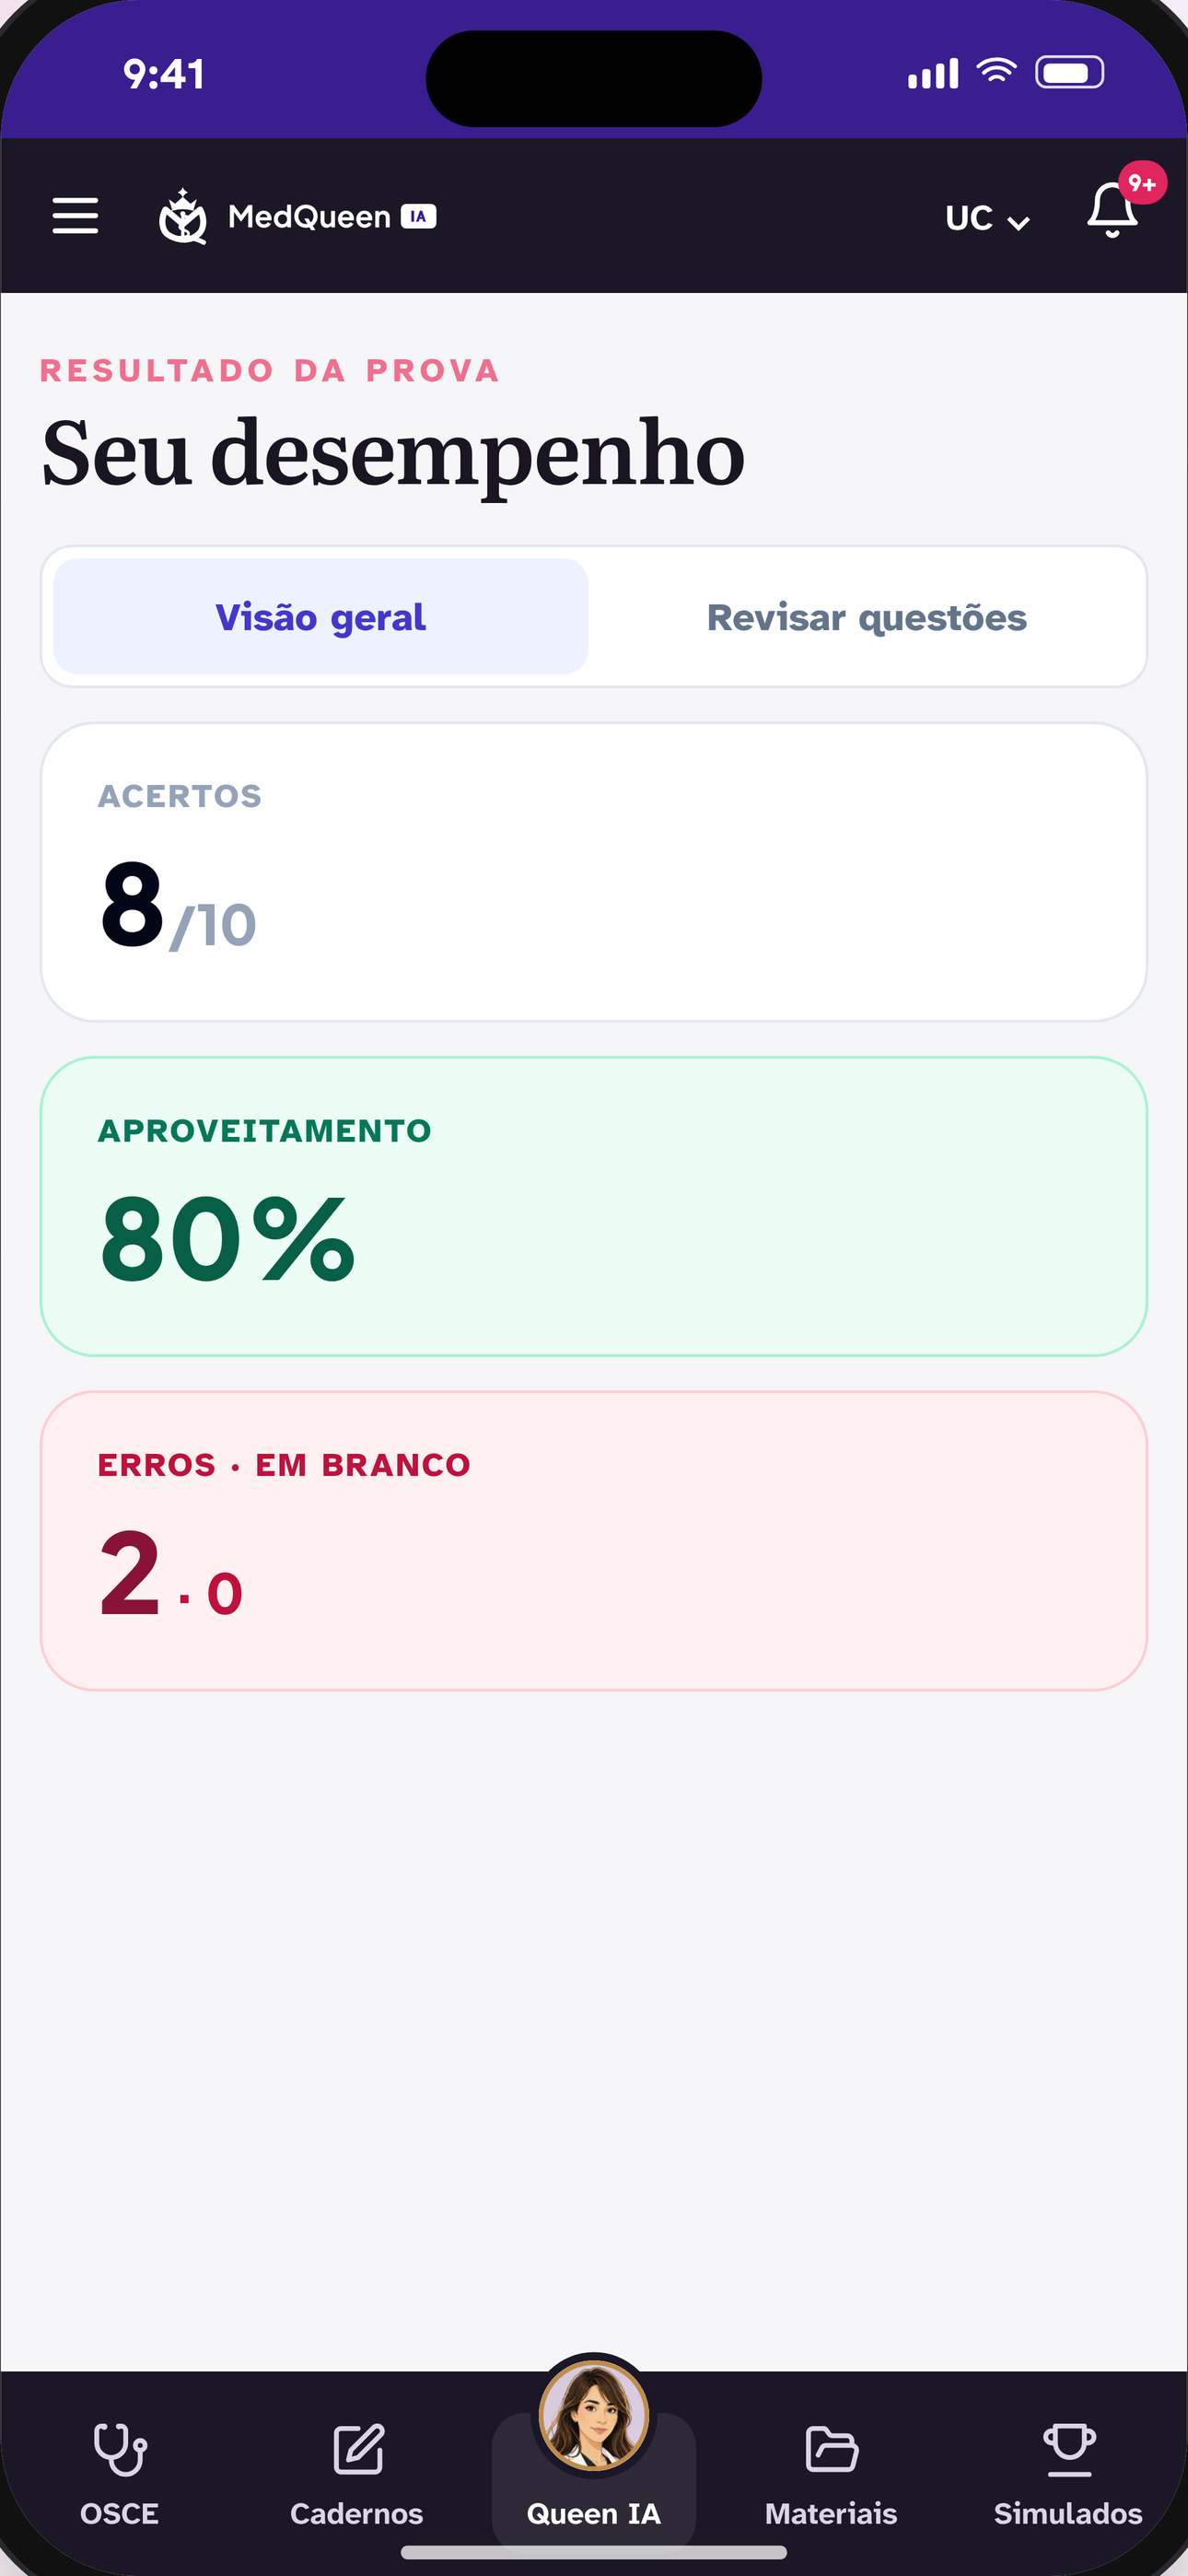 9:41
MedQueen IA
UC
9+
RESULTADO DA PROVA
Seu desempenho
Visão geral
Revisar questões
ACERTOS
8/10
APROVEITAMENTO
80%
ERROS · EM BRANCO
2 · 0
OSCE
Cadernos
Queen IA
Materiais
Simulados